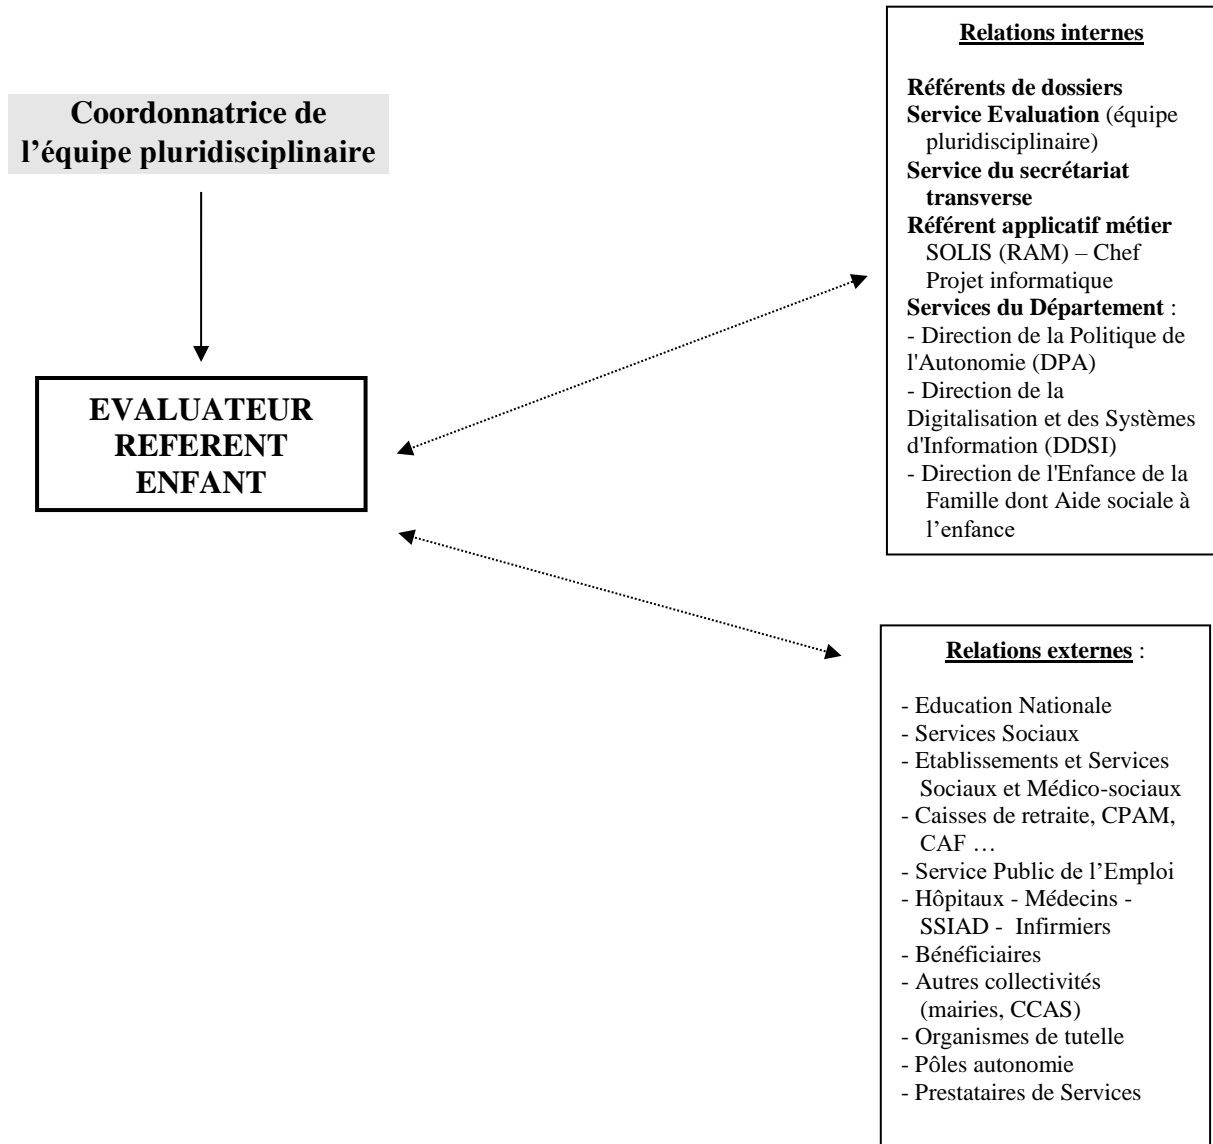 Coordonnatrice de
l’équipe pluridisciplinaire
EVALUATEUR
REFERENT
ENFANT
Relations internes
Référents de dossiers
Service Evaluation (équipe
pluridisciplinaire)
Service du secrétariat
transverse
Référent applicatif métier
SOLIS (RAM) – Chef
Projet informatique
Services du Département :
- Direction de la Politique de
l'Autonomie (DPA)
- Direction de la
Digitalisation et des Systèmes
d'Information (DDSI)
- Direction de l'Enfance de la
Famille dont Aide sociale à
l’enfance
Relations externes :
- Education Nationale
- Services Sociaux
- Etablissements et Services
Sociaux et Médico-sociaux
- Caisses de retraite, CPAM,
CAF …
- Service Public de l’Emploi
- Hôpitaux - Médecins -
SSIAD - Infirmiers
- Bénéficiaires
- Autres collectivités
(mairies, CCAS)
- Organismes de tutelle
- Pôles autonomie
- Prestataires de Services